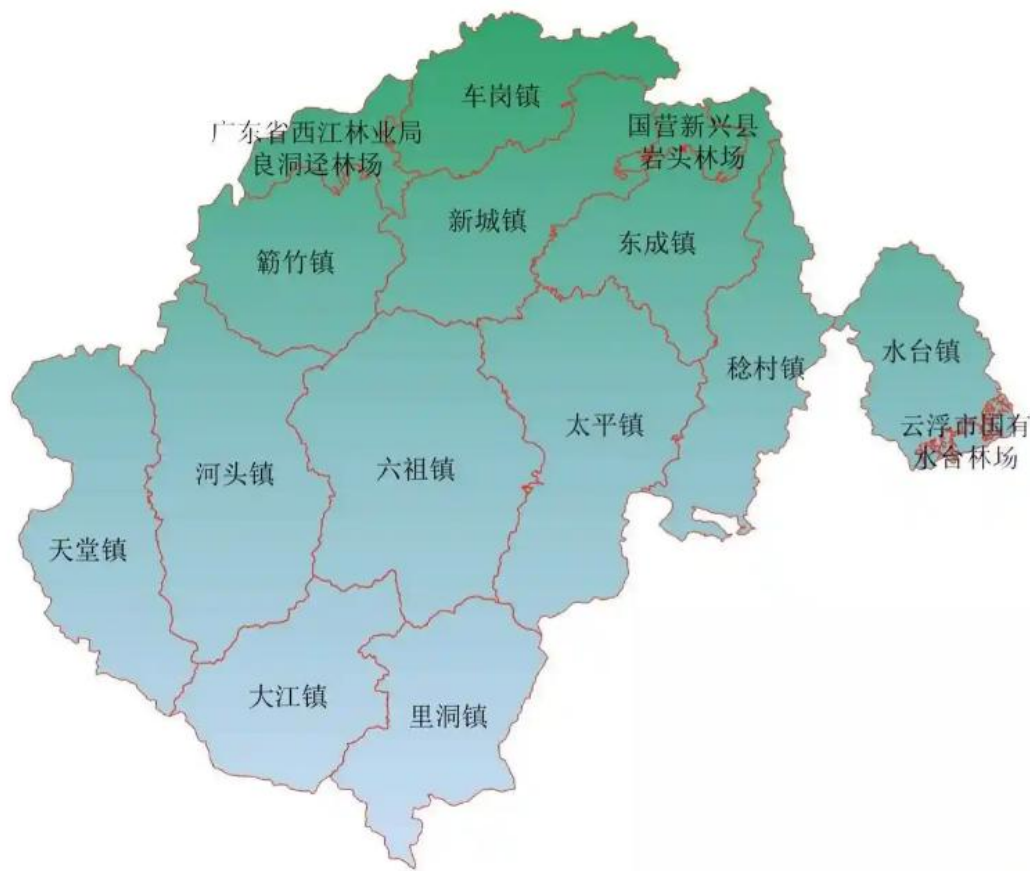 车岗镇
广东省西江林业局
良洞迳林场
国营新兴县
岩头林场
新城镇
东成镇
簕竹镇
水台镇
稔村镇
太平镇
云浮市国有
水台林场
河头镇
六祖镇
天堂镇
大江镇
里洞镇